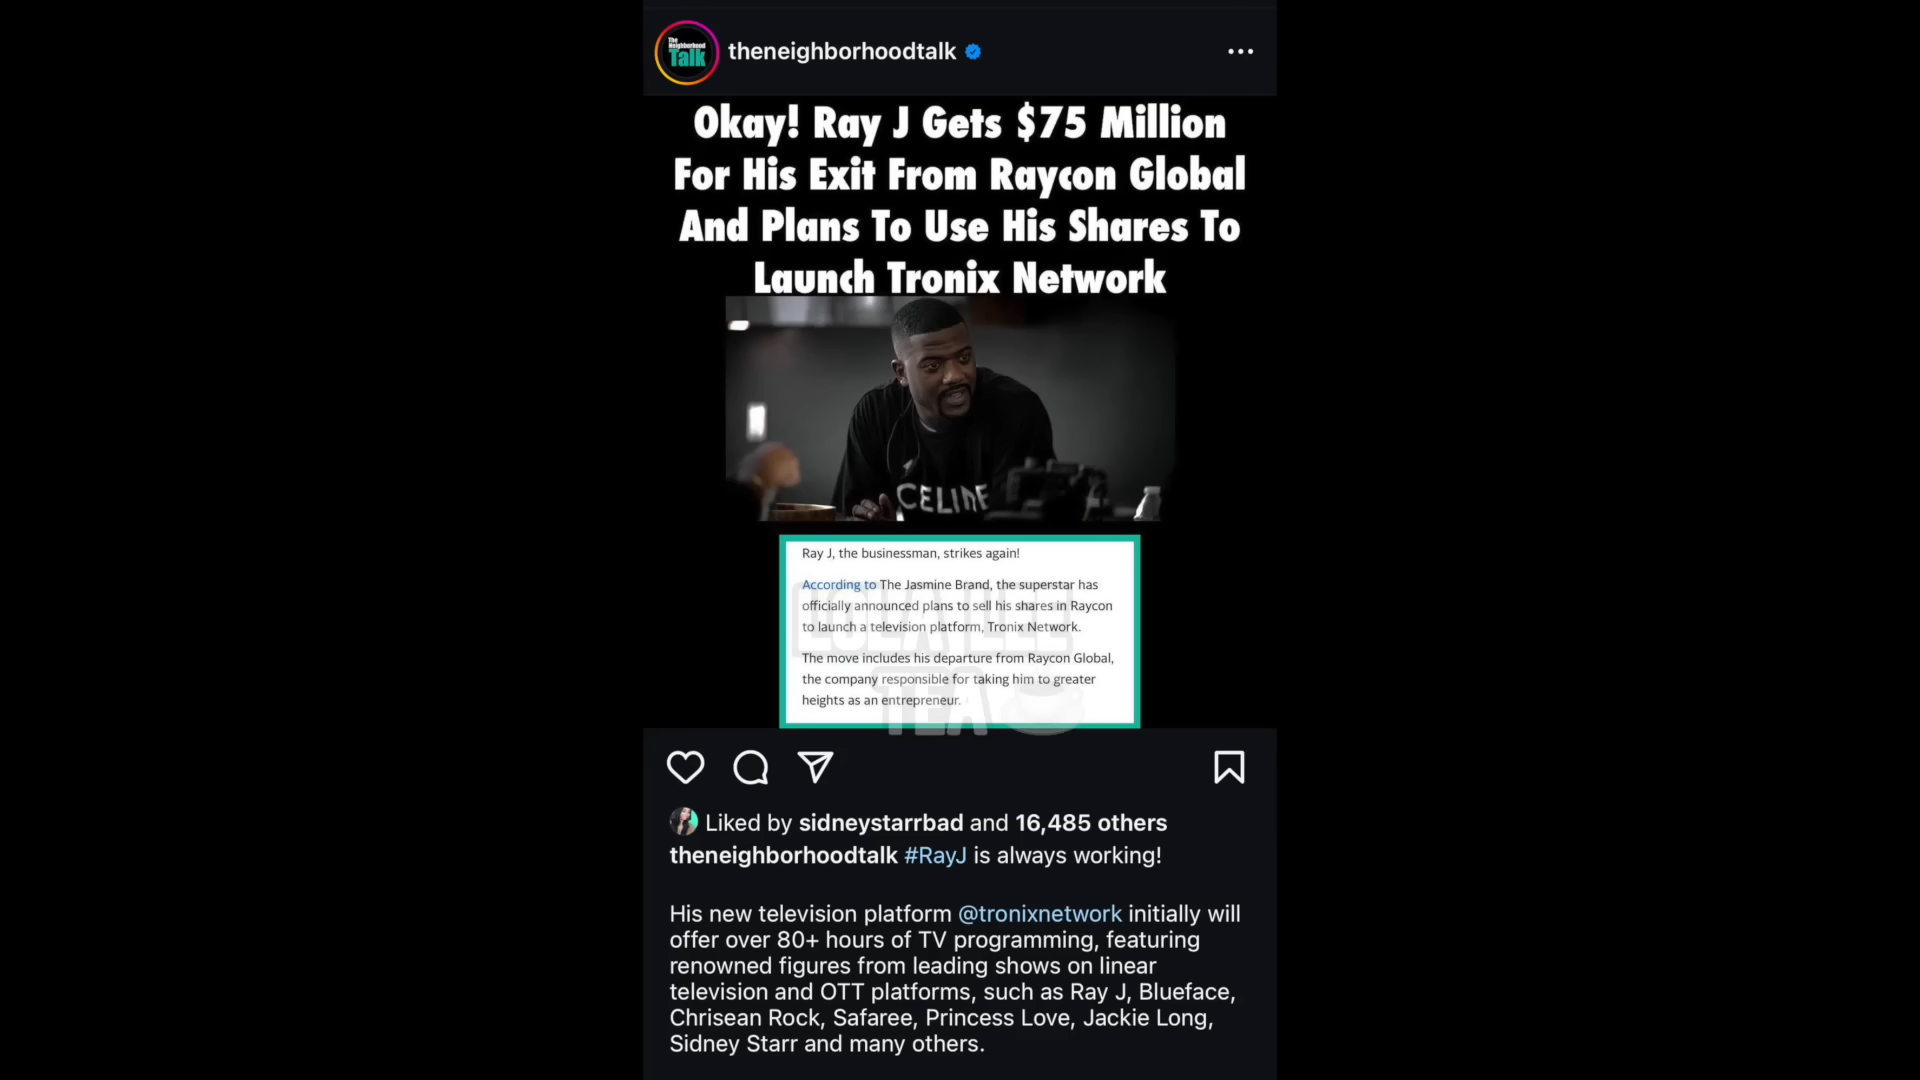 The
Neighborhood
Talk
theneighborhoodtalk
Okay! Ray J Gets $75 Million
For His Exit From Raycon Global
And Plans To Use His Shares To
Launch Tronix Network
CELINE
Ray J, the businessman, strikes again!
According to The Jasmine Brand, the superstar has
officially announced plans to sell his shares in Raycon
to launch a television platform, Tronix Network.
The move includes his departure from Raycon Global,
the company responsible for taking him to greater
heights as an entrepreneur.
LOLA LEE
TEA
Liked by sidneystarrbad and 16,485 others
theneighborhoodtalk #RayJ is always working!
His new television platform @tronixnetwork initially will
offer over 80+ hours of TV programming, featuring
renowned figures from leading shows on linear
television and OTT platforms, such as Ray J, Blueface,
Chrisean Rock, Safaree, Princess Love, Jackie Long,
Sidney Starr and many others.